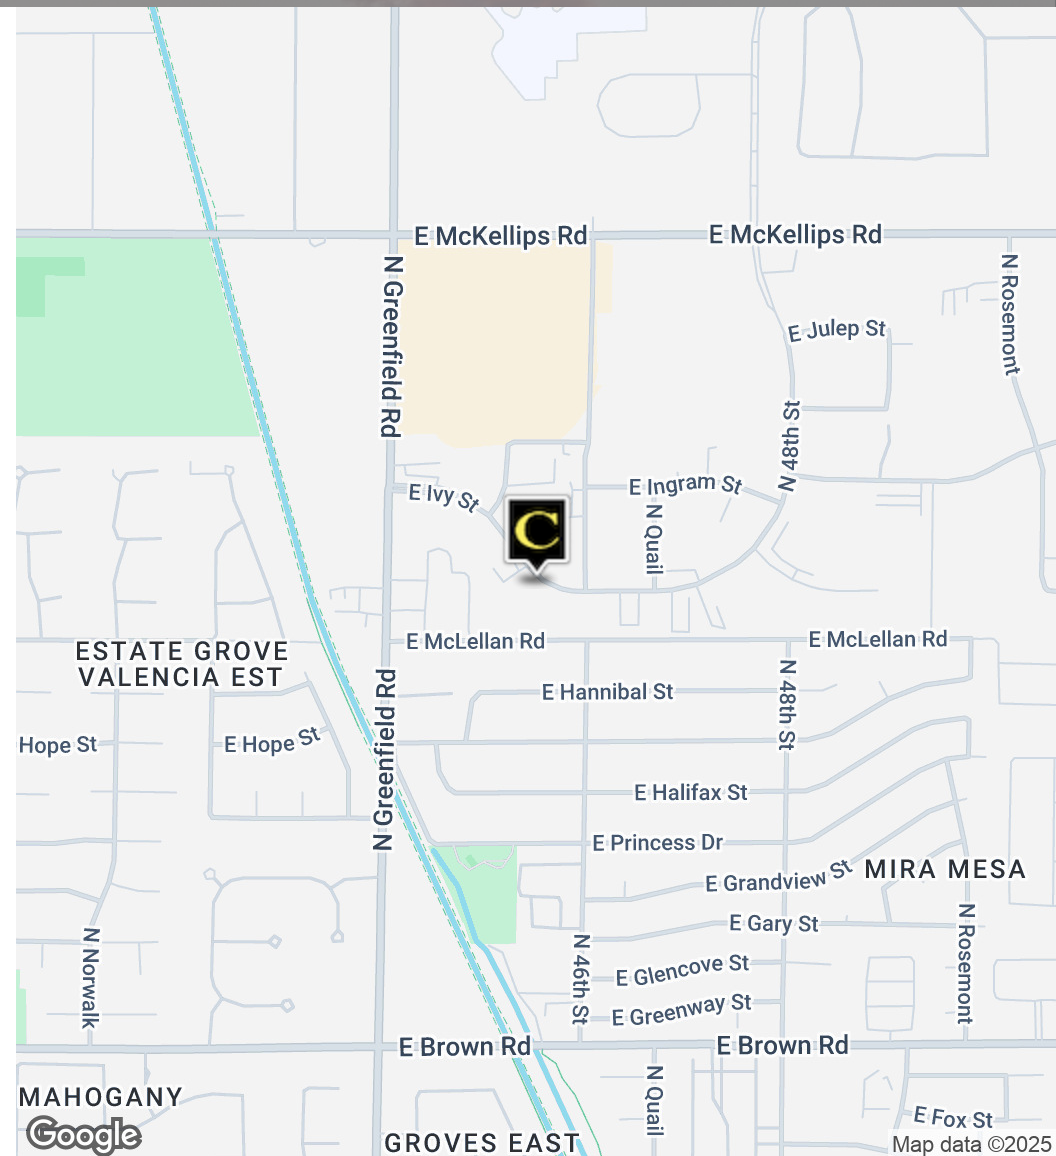 E McKellips Rd
E McKellips Rd
N Greenfield Rd
N Rosemont
E Julep St
N 48th St
E Ivy St
E Ingram St
N Quail
C
E McLellan Rd
E McLellan Rd
ESTATE GROVE
VALENCIA EST
N Greenfield Rd
E Hannibal St
N 48th St
Hope St
E Hope St
E Halifax St
E Princess Dr
MIRA MESA
E Grandview St
E Gary St
N Norwalk
N 46th St
N Rosemont
E Glencove St
E Greenway St
E Brown Rd
E Brown Rd
N Quail
MAHOGANY
E Fox St
Google
GROVES EAST
Map data ©2025